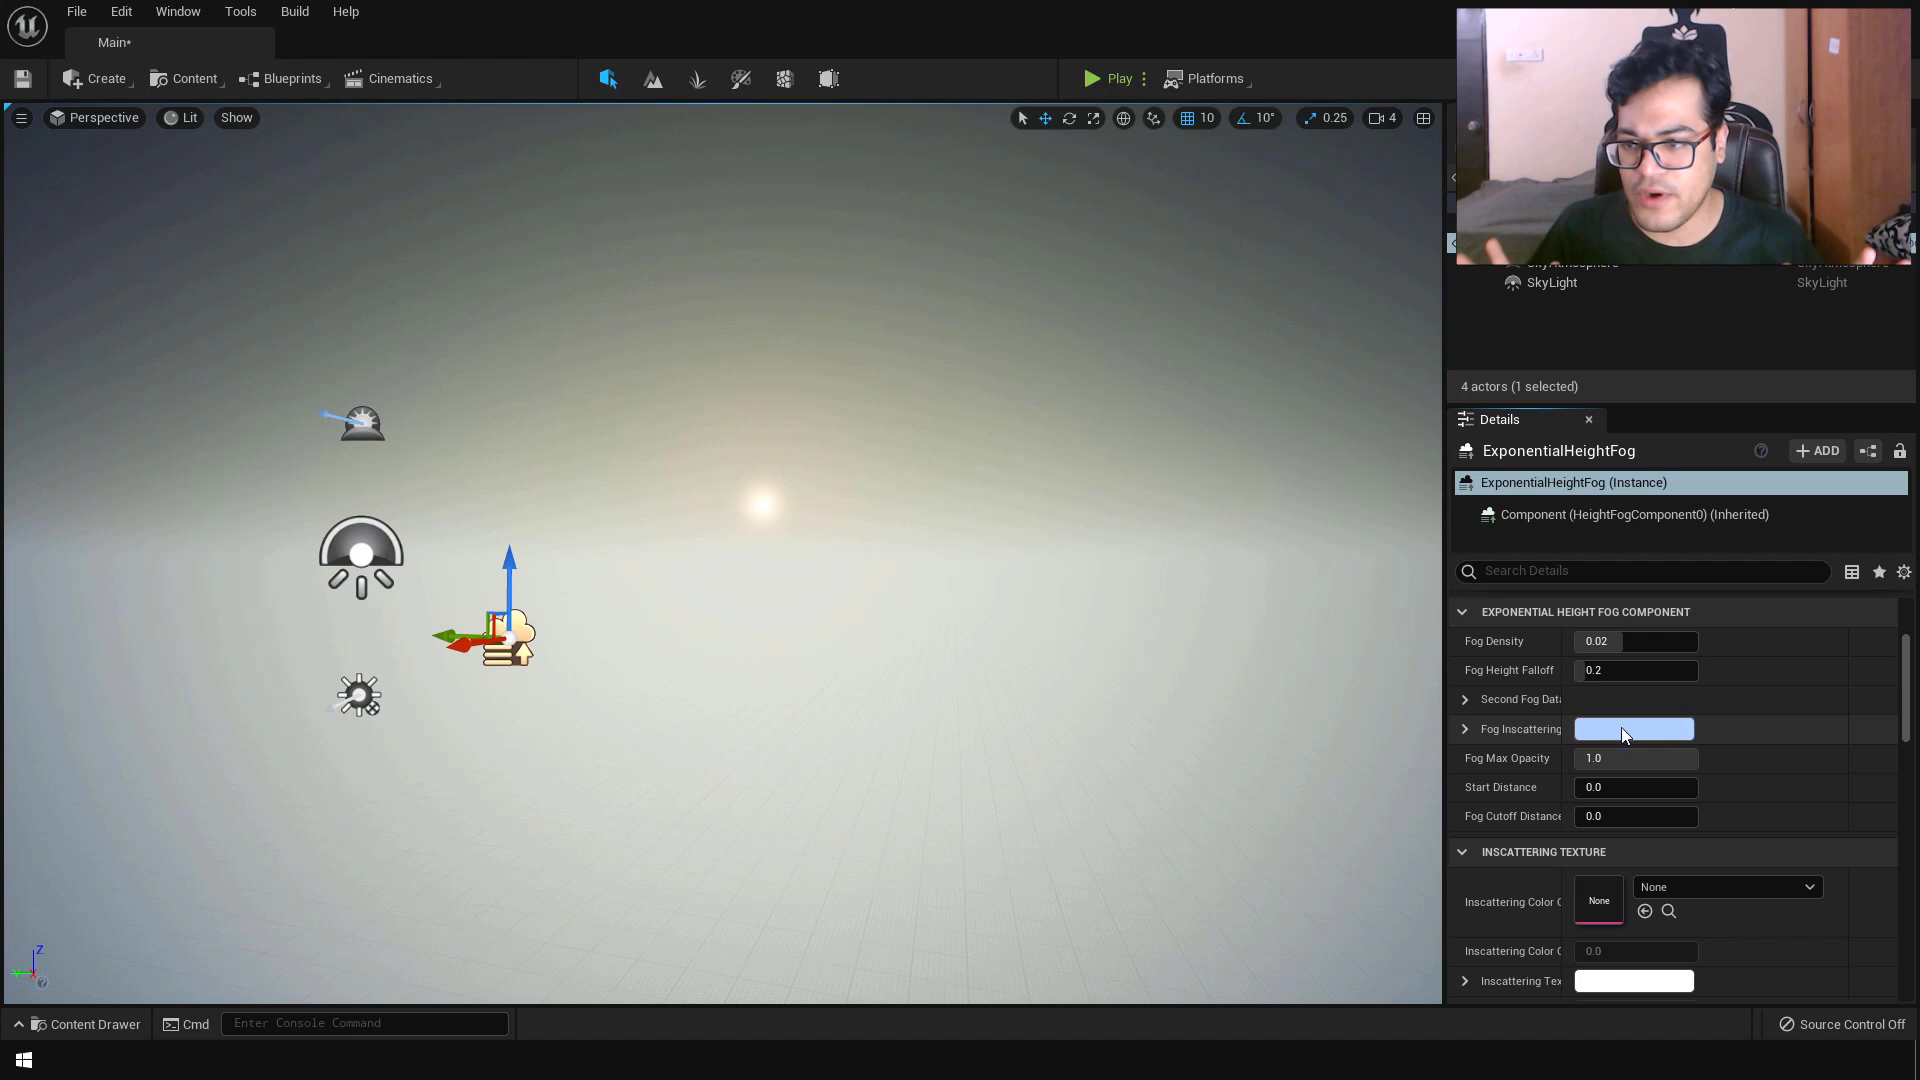 File Edit Window Tools Build Help
Main*
Create Content Blueprints Cinematics Play Platforms
Perspective Lit Show 10 10° 0.25 4
SkyLight SkyLight
4 actors (1 selected)
Details
ExponentialHeightFog ADD
ExponentialHeightFog (Instance)
Component (HeightFogComponent0) (Inherited)
Search Details
EXPONENTIAL HEIGHT FOG COMPONENT
Fog Density 0.02
Fog Height Falloff 0.2
Second Fog Data
Fog Inscattering
Fog Max Opacity 1.0
Start Distance 0.0
Fog Cutoff Distance 0.0
INSCATTERING TEXTURE
None
Inscattering Color C None
Inscattering Color C 0.0
Inscattering Tex
Z
Content Drawer Cmd Enter Console Command Source Control Off